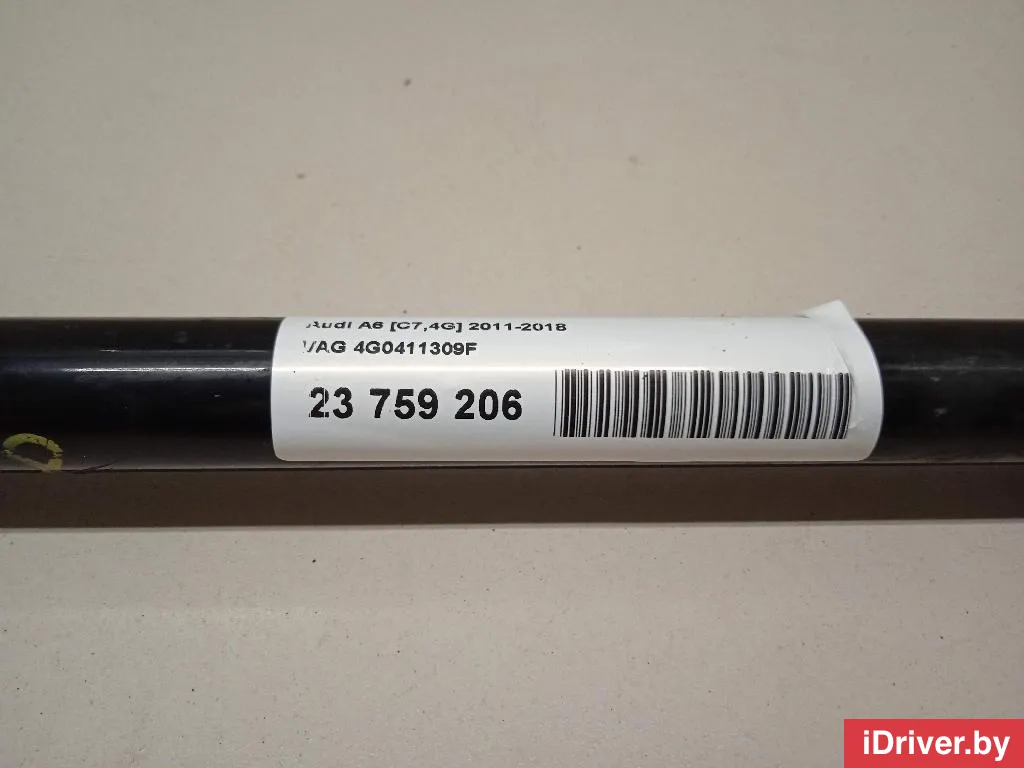 Audi A6 [C7,4G] 2011-2018
VAG 4G0411309F
23 759 206
iDriver.by